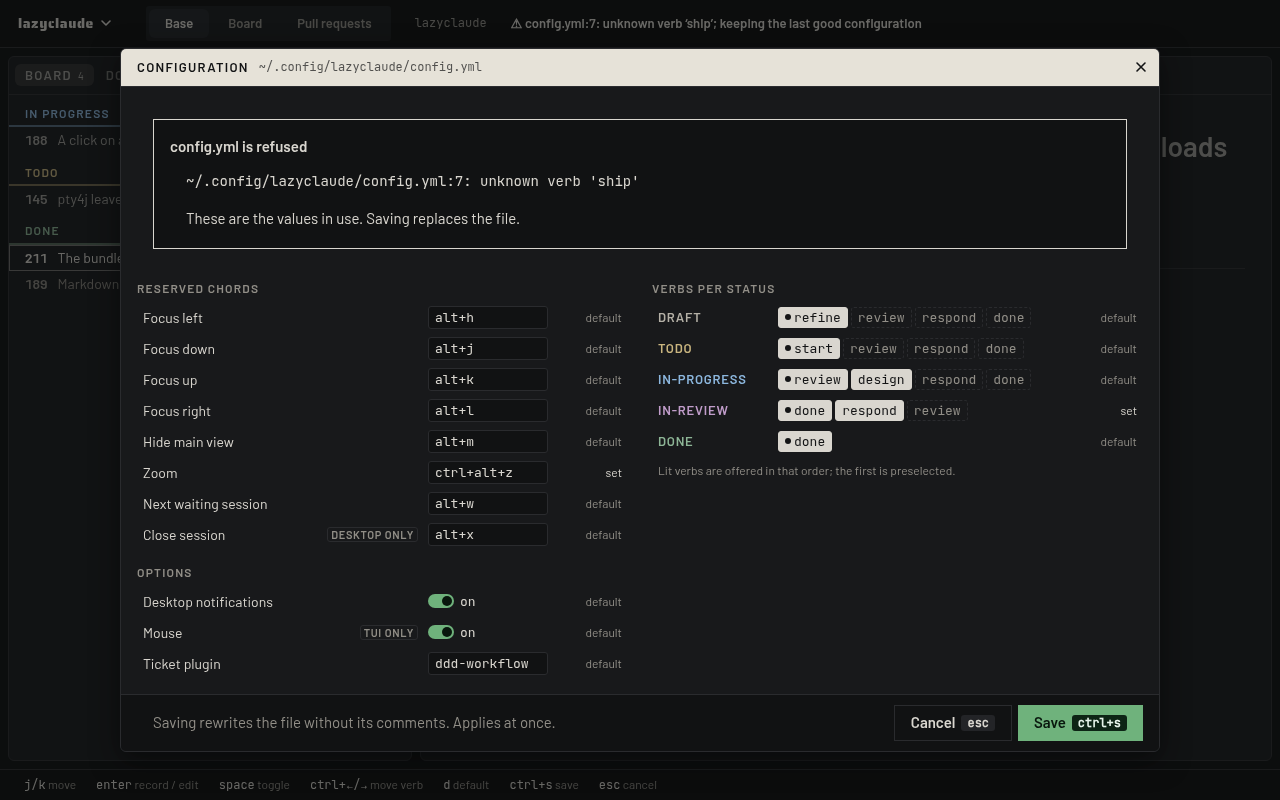 lazyclaude Base Board Pull requests lazyclaude ⚠ config.yml:7: unknown verb 'ship'; keeping the last good configuration
CONFIGURATION ~/.config/lazyclaude/config.yml ✕
BOARD 4
IN PROGRESS
188 A click on
TODO
145 pty4j leave
DONE
211 The bundle
189 Markdown
loads
config.yml is refused
~/.config/lazyclaude/config.yml:7: unknown verb 'ship'
These are the values in use. Saving replaces the file.
RESERVED CHORDS
Focus left alt+h default
Focus down alt+j default
Focus up alt+k default
Focus right alt+l default
Hide main view alt+m default
Zoom ctrl+alt+z set
Next waiting session alt+w default
Close session DESKTOP ONLY alt+x default
OPTIONS
Desktop notifications on default
Mouse TUI ONLY on default
Ticket plugin ddd-workflow default
VERBS PER STATUS
DRAFT refine review respond done default
TODO start review respond done default
IN-PROGRESS review design respond done default
IN-REVIEW done respond review set
DONE done default
Lit verbs are offered in that order; the first is preselected.
Saving rewrites the file without its comments. Applies at once. Cancel esc Save ctrl+s
j/k move enter record / edit space toggle ctrl+←/→ move verb d default ctrl+s save esc cancel